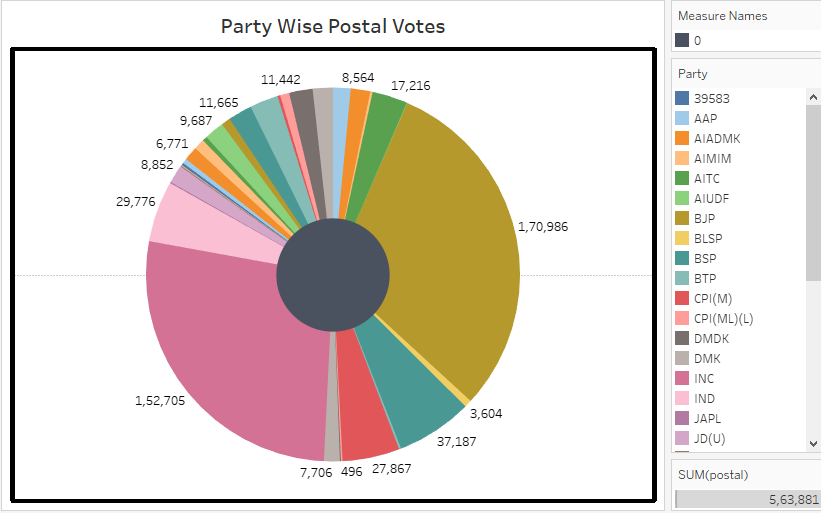 Party Wise Postal Votes
8,564
17,216
1,70,986
3,604
37,187
27,867
496
7,706
1,52,705
29,776
8,852
6,771
9,687
11,665
11,442
Measure Names
0
Party
39583
AAP
AIADMK
AIMIM
AITC
AIUDF
BJP
BLSP
BSP
BTP
CPI(M)
CPI(ML)(L)
DMDK
DMK
INC
IND
JAPL
JD(U)
SUM(postal)
5,63,881